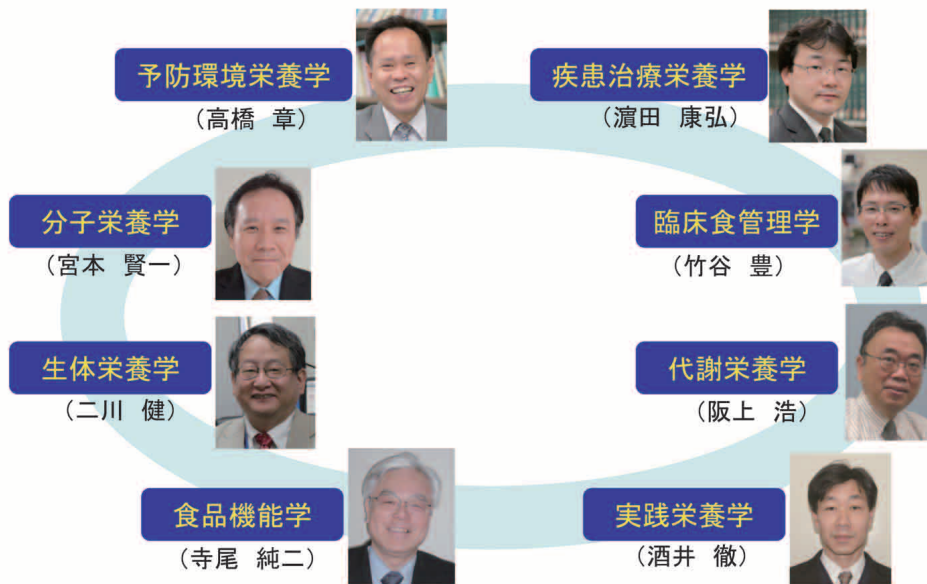 予防環境栄養学
（高橋 章）
疾患治療栄養学
（濵田 康弘）
分子栄養学
（宮本 賢一）
臨床食管理学
（竹谷 豊）
生体栄養学
（二川 健）
代謝栄養学
（阪上 浩）
食品機能学
（寺尾 純二）
実践栄養学
（酒井 徹）